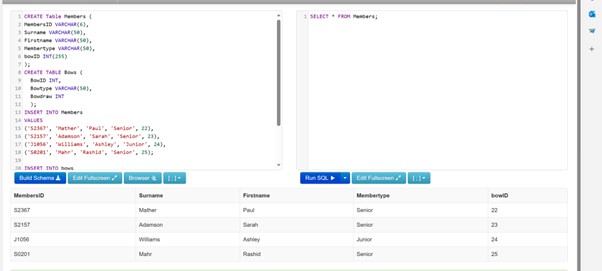 1 CREATE Table Members (
2 MembersID VARCHAR(6),
3 Surname VARCHAR(50),
4 Firstname VARCHAR(50),
5 Membertype VARCHAR(50),
6 bowID INT(255)
7 );
8 CREATE TABLE Bows (
9 BowID INT,
10 Bowtype VARCHAR(50),
11 Bowdraw INT
12 );
13 INSERT INTO Members
14 VALUES
15 ('S2367', 'Mather', 'Paul', 'Senior', 22),
16 ('S2157', 'Adamson', 'Sarah', 'Senior', 23),
17 ('J1056', 'Williams', 'Ashley', 'Junior', 24),
18 ('S0201', 'Mahr', 'Rashid', 'Senior', 25);
19
20 INSERT INTO bows
1 SELECT * FROM Members;
Build Schema Edit Fullscreen Browser [ ; ]
Run SQL Edit Fullscreen [ ; ]
MembersID Surname Firstname Membertype bowID
S2367 Mather Paul Senior 22
S2157 Adamson Sarah Senior 23
J1056 Williams Ashley Junior 24
S0201 Mahr Rashid Senior 25